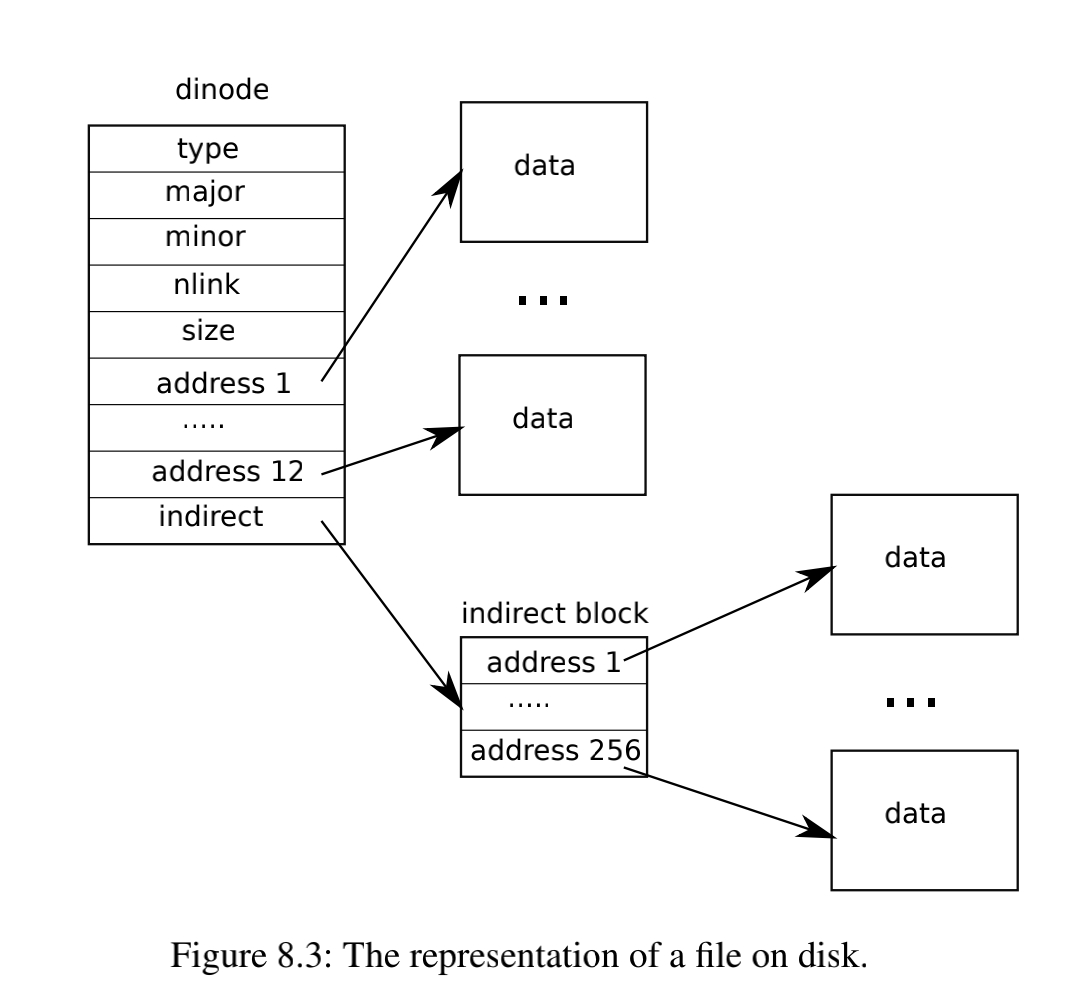 dinode
type
major
minor
nlink
size
address 1
.....
address 12
indirect
data
...
data
indirect block
address 1
.....
address 256
data
...
data
Figure 8.3: The representation of a file on disk.